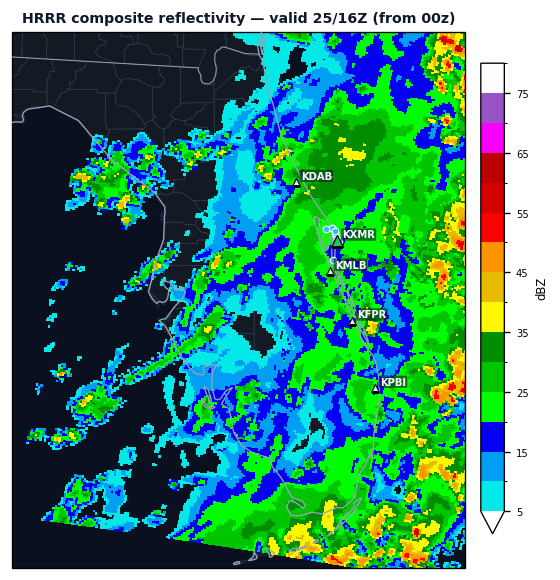 HRRR composite reflectivity — valid 25/16Z (from 00z)
KDAB
KXMR
KMLB
KFPR
KPBI
75
65
55
45
35
25
15
5
dBZ